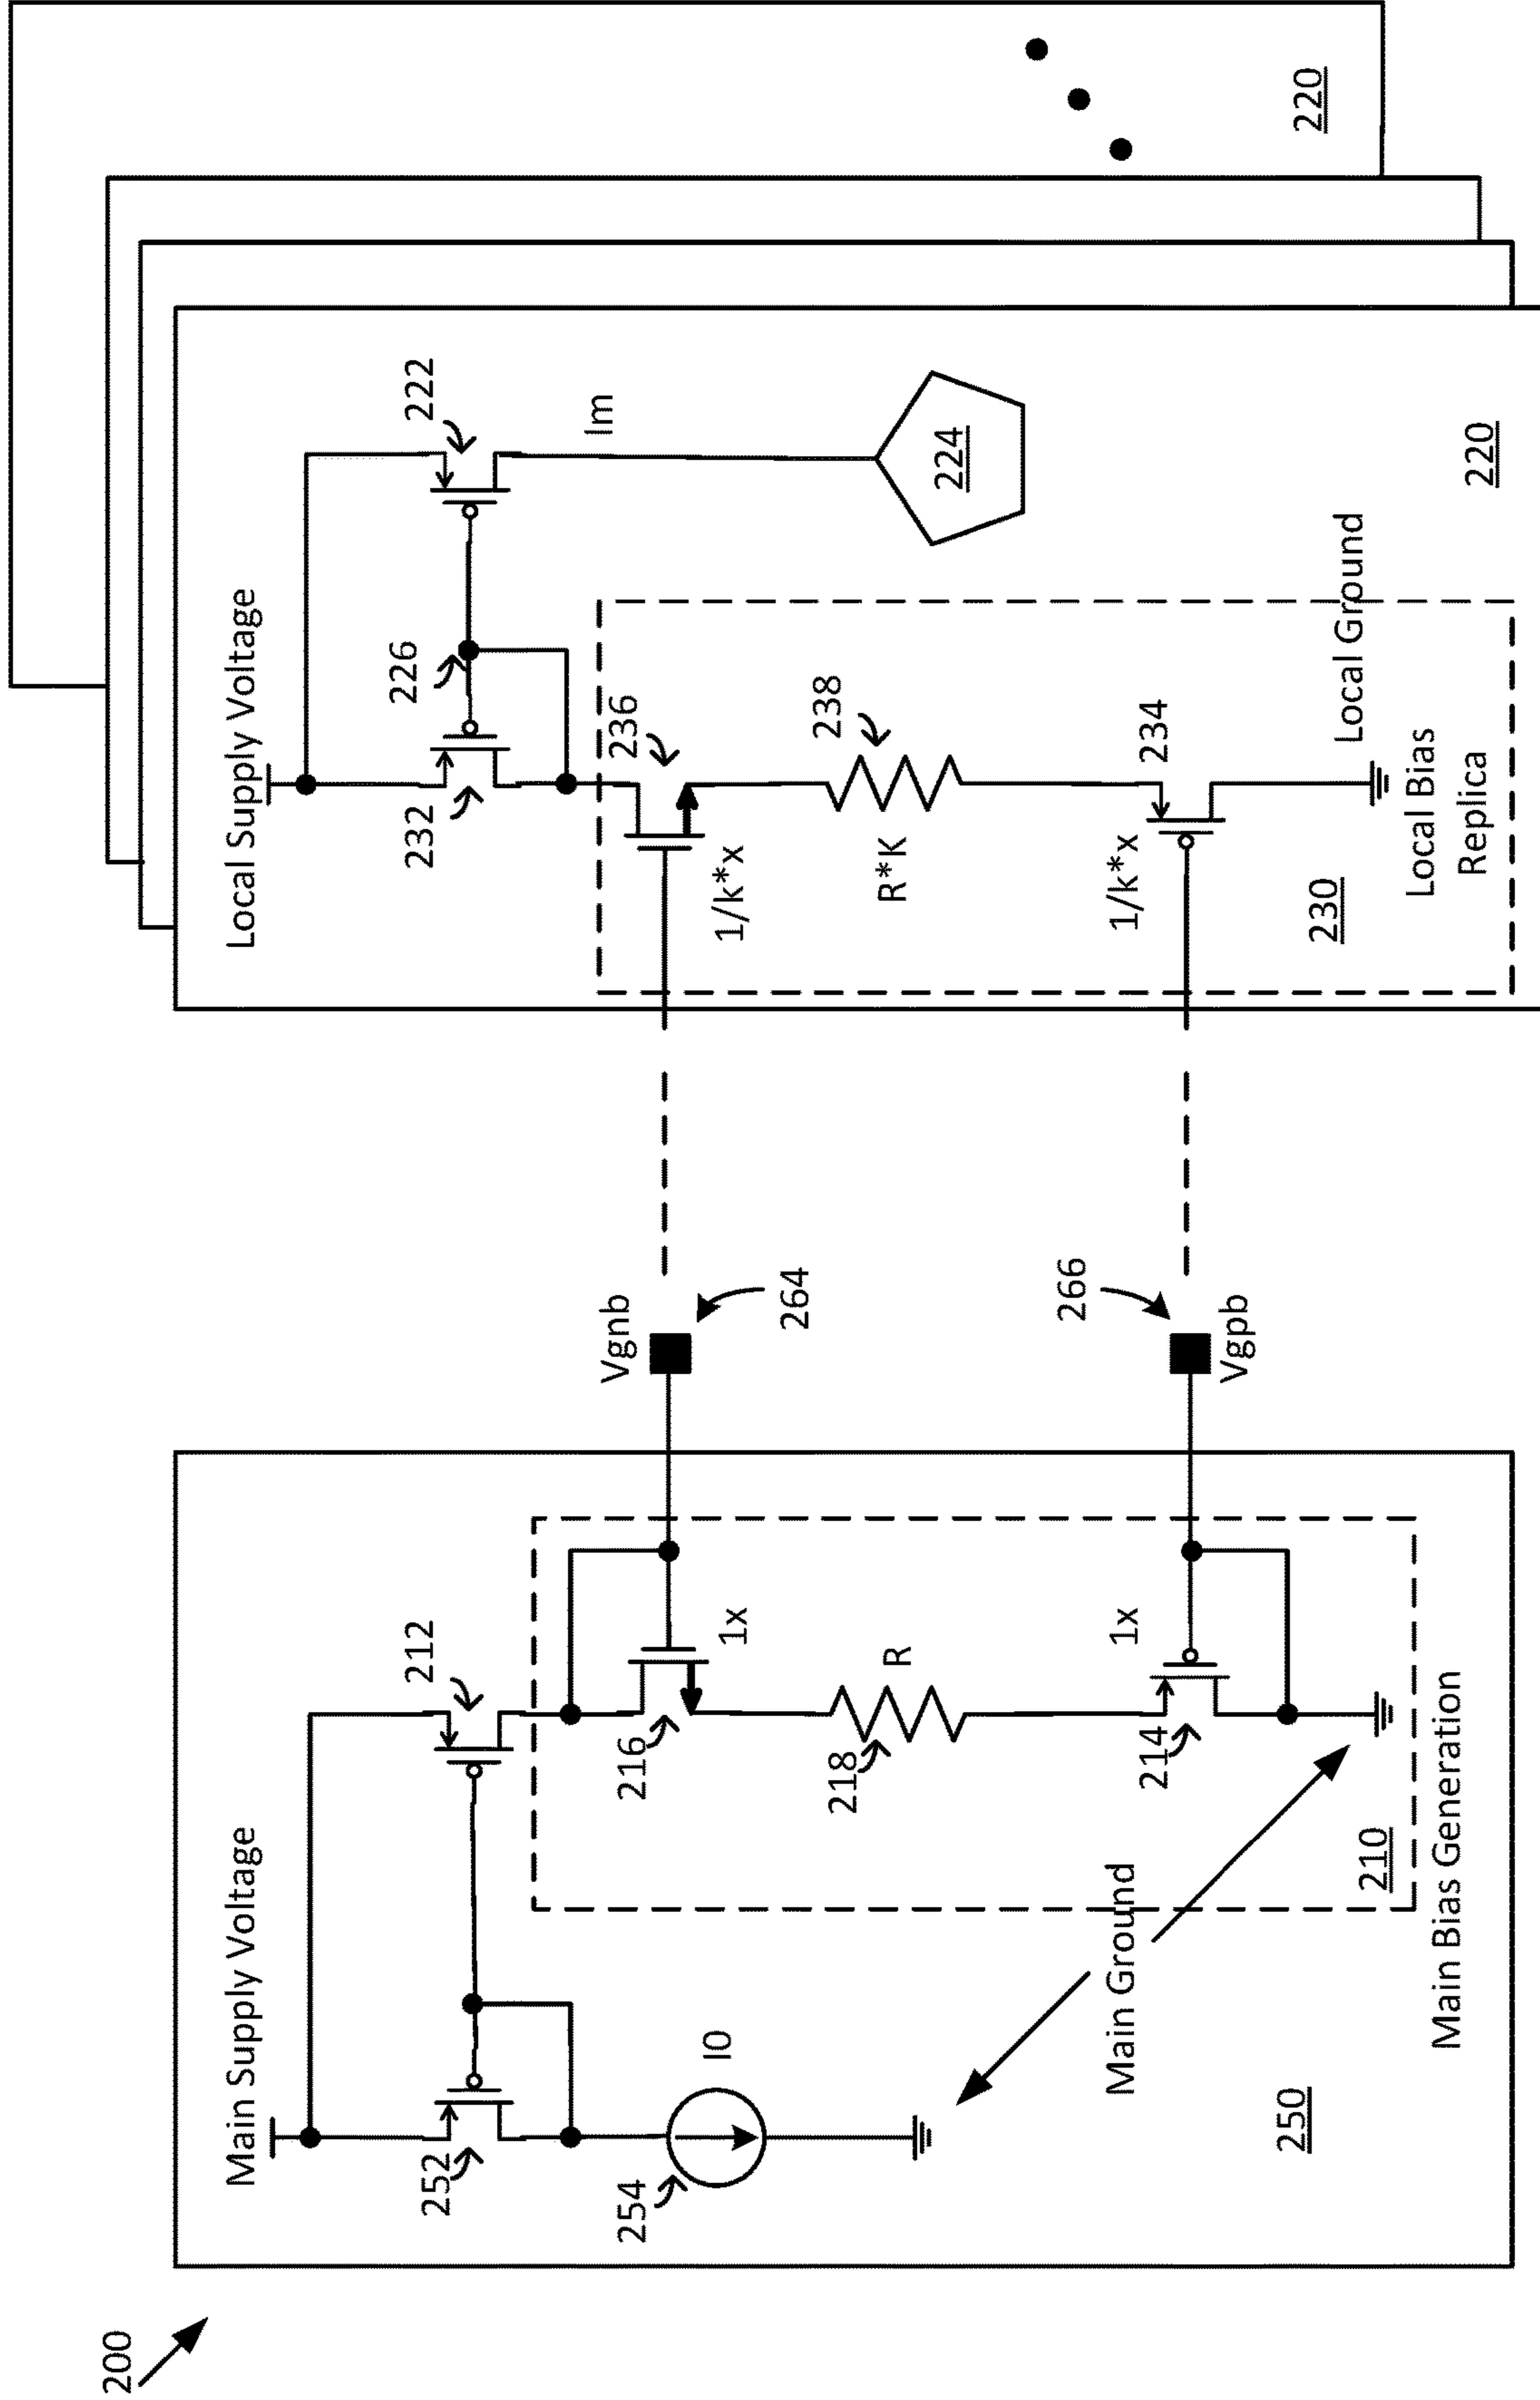 200
Main Supply Voltage
252
254
I0
212
216
1x
218
R
214
1x
Main Ground
210
250
Main Bias Generation
Vgnb
264
266
Vgpb
Local Supply Voltage
232
226
222
Im
236
1/k*x
238
R*K
224
234
1/k*x
230
Local Ground
Local Bias
Replica
220
220